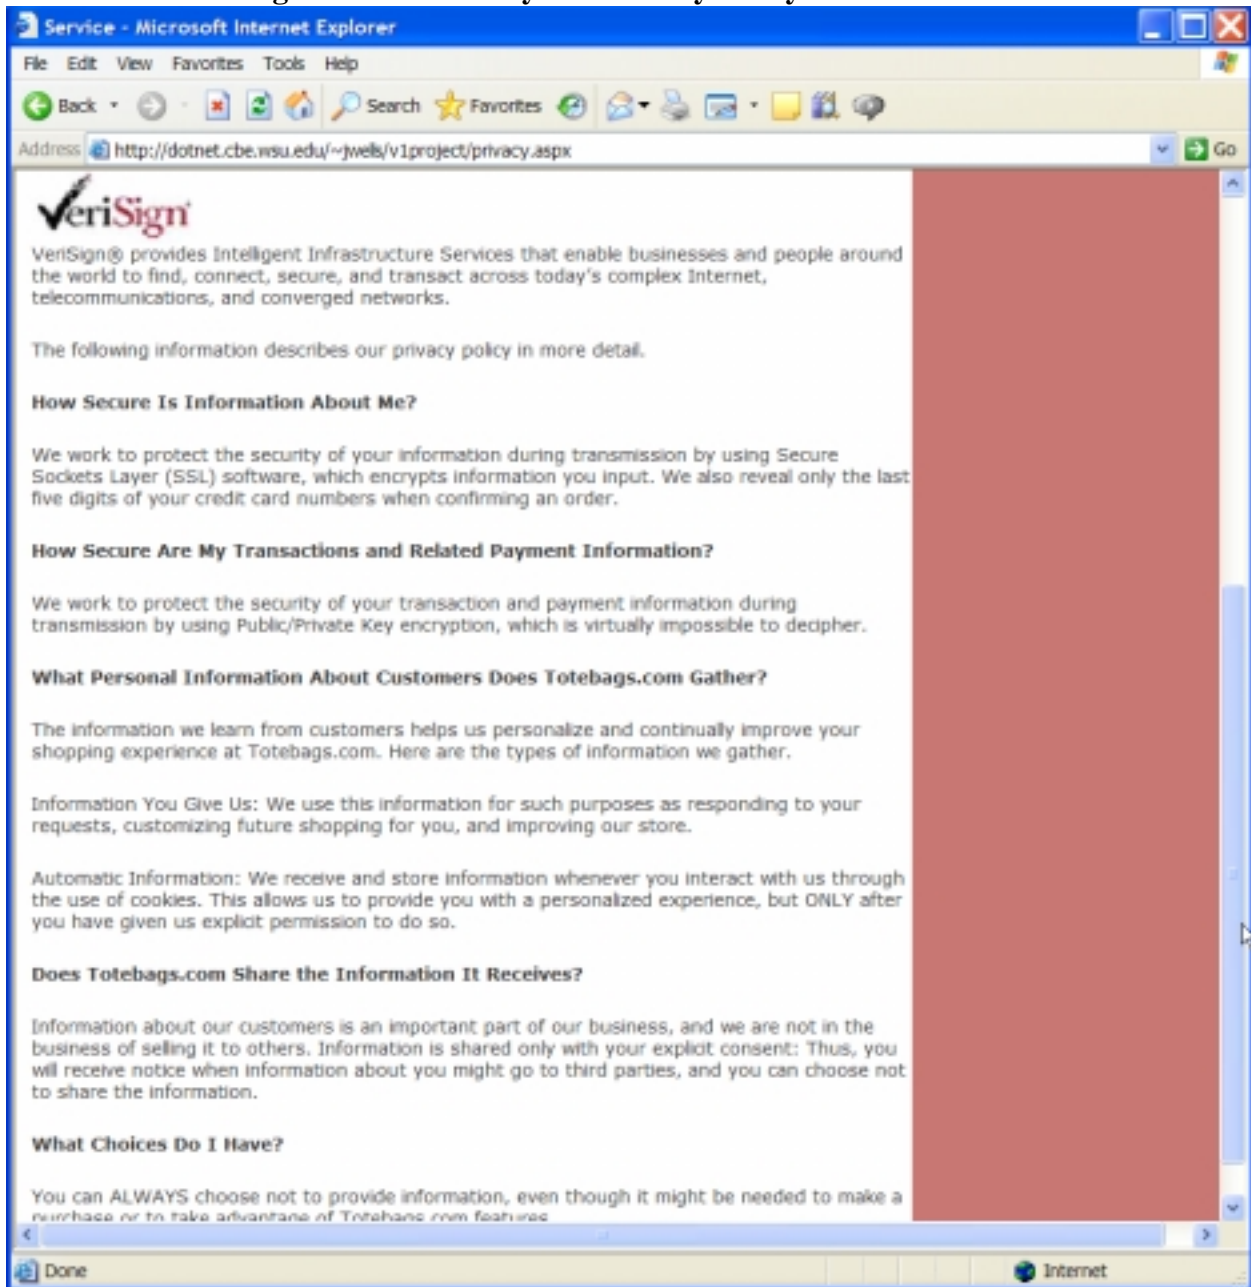 Service - Microsoft Internet Explorer
File Edit View Favorites Tools Help
Back Search Favorites
Address http://dotnet.cbe.wsu.edu/~jwells/v1project/privacy.aspx Go
VeriSign
VeriSign® provides Intelligent Infrastructure Services that enable businesses and people around
the world to find, connect, secure, and transact across today's complex Internet,
telecommunications, and converged networks.
The following information describes our privacy policy in more detail.
How Secure Is Information About Me?
We work to protect the security of your information during transmission by using Secure
Sockets Layer (SSL) software, which encrypts information you input. We also reveal only the last
five digits of your credit card numbers when confirming an order.
How Secure Are My Transactions and Related Payment Information?
We work to protect the security of your transaction and payment information during
transmission by using Public/Private Key encryption, which is virtually impossible to decipher.
What Personal Information About Customers Does Totebags.com Gather?
The information we learn from customers helps us personalize and continually improve your
shopping experience at Totebags.com. Here are the types of information we gather.
Information You Give Us: We use this information for such purposes as responding to your
requests, customizing future shopping for you, and improving our store.
Automatic Information: We receive and store information whenever you interact with us through
the use of cookies. This allows us to provide you with a personalized experience, but ONLY after
you have given us explicit permission to do so.
Does Totebags.com Share the Information It Receives?
Information about our customers is an important part of our business, and we are not in the
business of selling it to others. Information is shared only with your explicit consent: Thus, you
will receive notice when information about you might go to third parties, and you can choose not
to share the information.
What Choices Do I Have?
You can ALWAYS choose not to provide information, even though it might be needed to make a
purchase or to take advantage of Totebags.com features
Done Internet